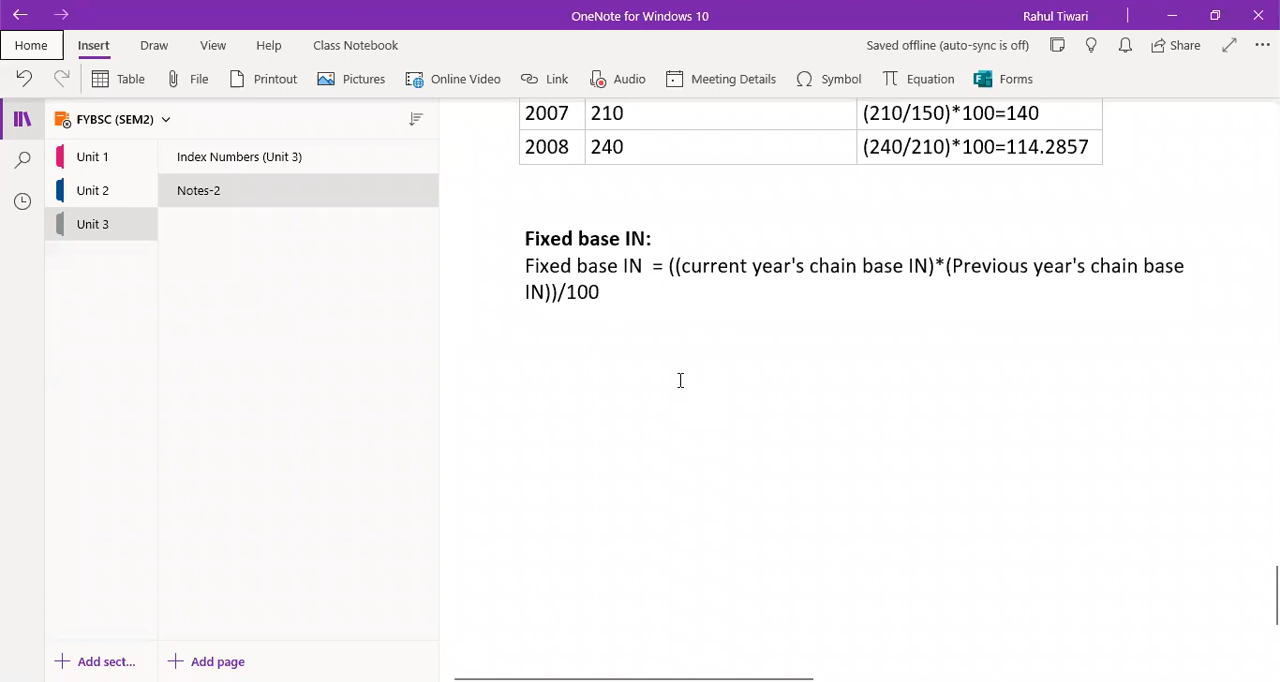 OneNote for Windows 10
Rahul Tiwari
Home Insert Draw View Help Class Notebook
Saved offline (auto-sync is off) Share
Table File Printout Pictures Online Video Link Audio Meeting Details Symbol Equation Forms
FYBSC (SEM2)
Unit 1
Unit 2
Unit 3
Index Numbers (Unit 3)
Notes-2
2007 210 (210/150)*100=140
2008 240 (240/210)*100=114.2857
Fixed base IN:
Fixed base IN = ((current year's chain base IN)*(Previous year's chain base
IN))/100
Add sect...
Add page